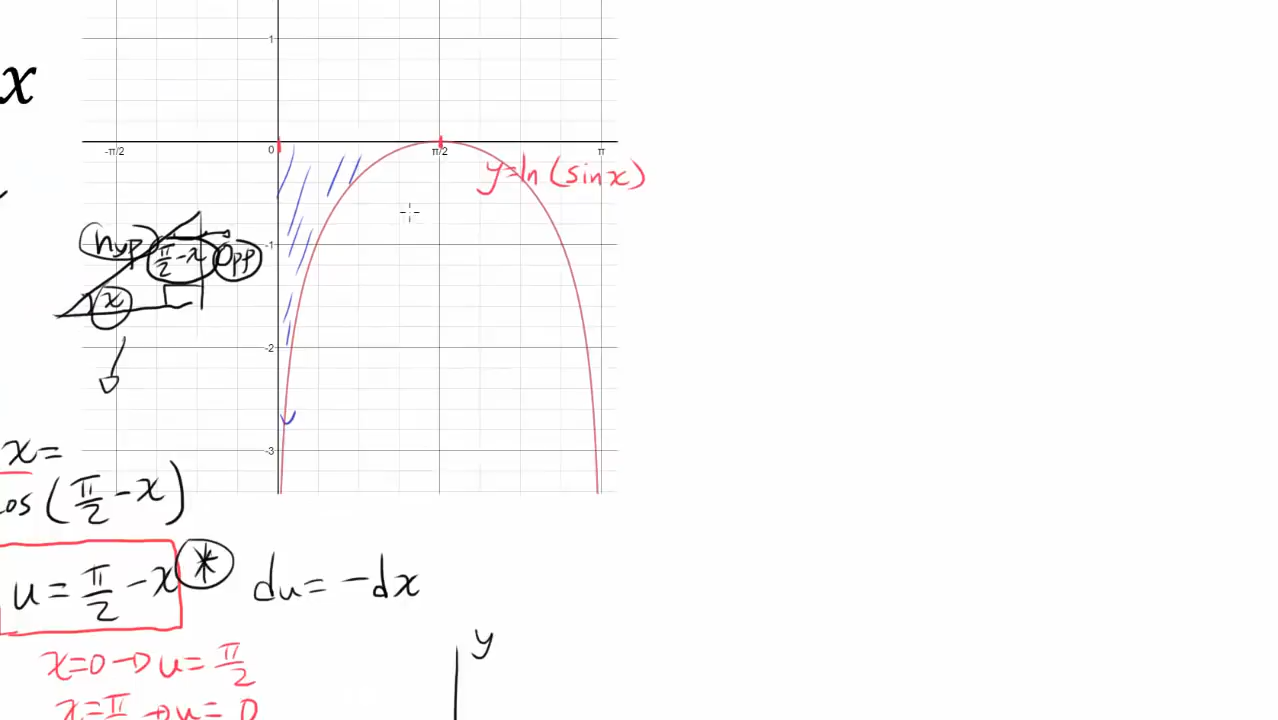 x
1
-π/2
0
π/2
π
y=ln(sinx)
hyp
π/2-x
opp
-1
x
-2
-3
x=
cos(π/2-x)
u=π/2-x * du=-dx
y
x=0→u=π/2
x=π→u=0